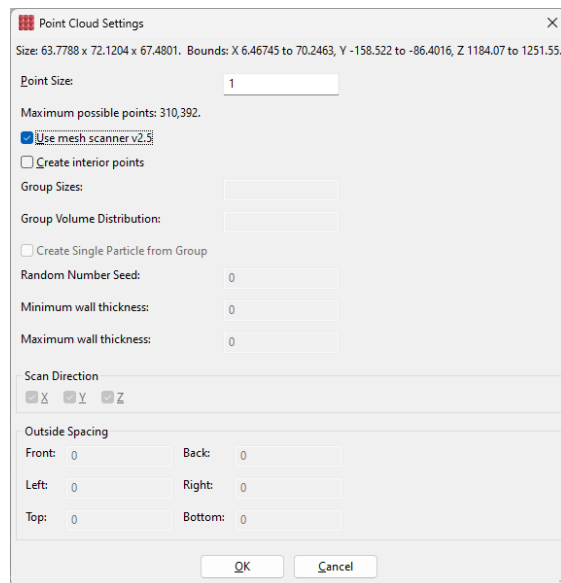 Point Cloud Settings
Size: 63.7788 x 72.1204 x 67.4801. Bounds: X 6.46745 to 70.2463, Y -158.522 to -86.4016, Z 1184.07 to 1251.55.
Point Size: 1
Maximum possible points: 310,392.
Use mesh scanner v2.5
Create interior points
Group Sizes:
Group Volume Distribution:
Create Single Particle from Group
Random Number Seed: 0
Minimum wall thickness: 0
Maximum wall thickness: 0
Scan Direction
X Y Z
Outside Spacing
Front: 0 Back: 0
Left: 0 Right: 0
Top: 0 Bottom: 0
OK Cancel